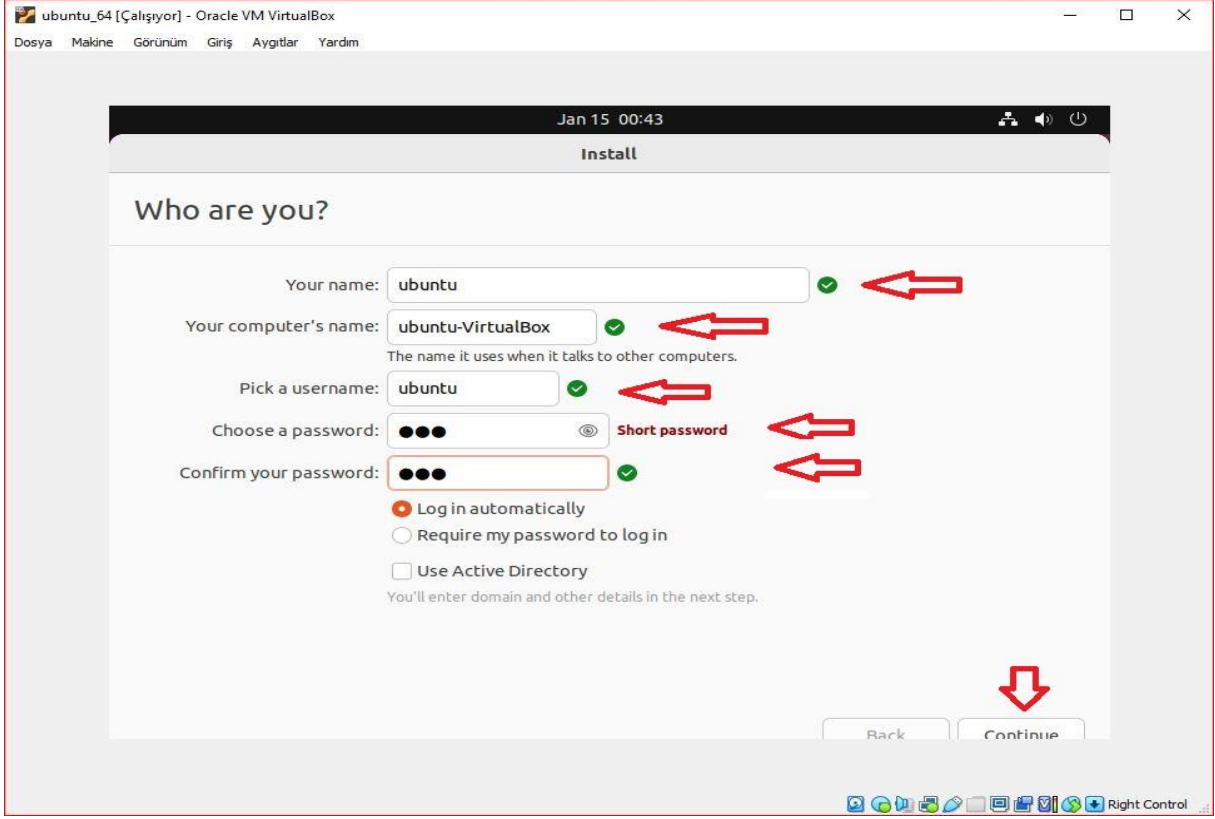 ubuntu_64 [Çalışıyor] - Oracle VM VirtualBox
Dosya Makine Görünüm Giriş Aygıtlar Yardım
Jan 15 00:43
Install
Who are you?
Your name: ubuntu
Your computer's name: ubuntu-VirtualBox
The name it uses when it talks to other computers.
Pick a username: ubuntu
Choose a password: ●●● Short password
Confirm your password: ●●●
Log in automatically
Require my password to log in
Use Active Directory
You'll enter domain and other details in the next step.
Back Continue
Right Control